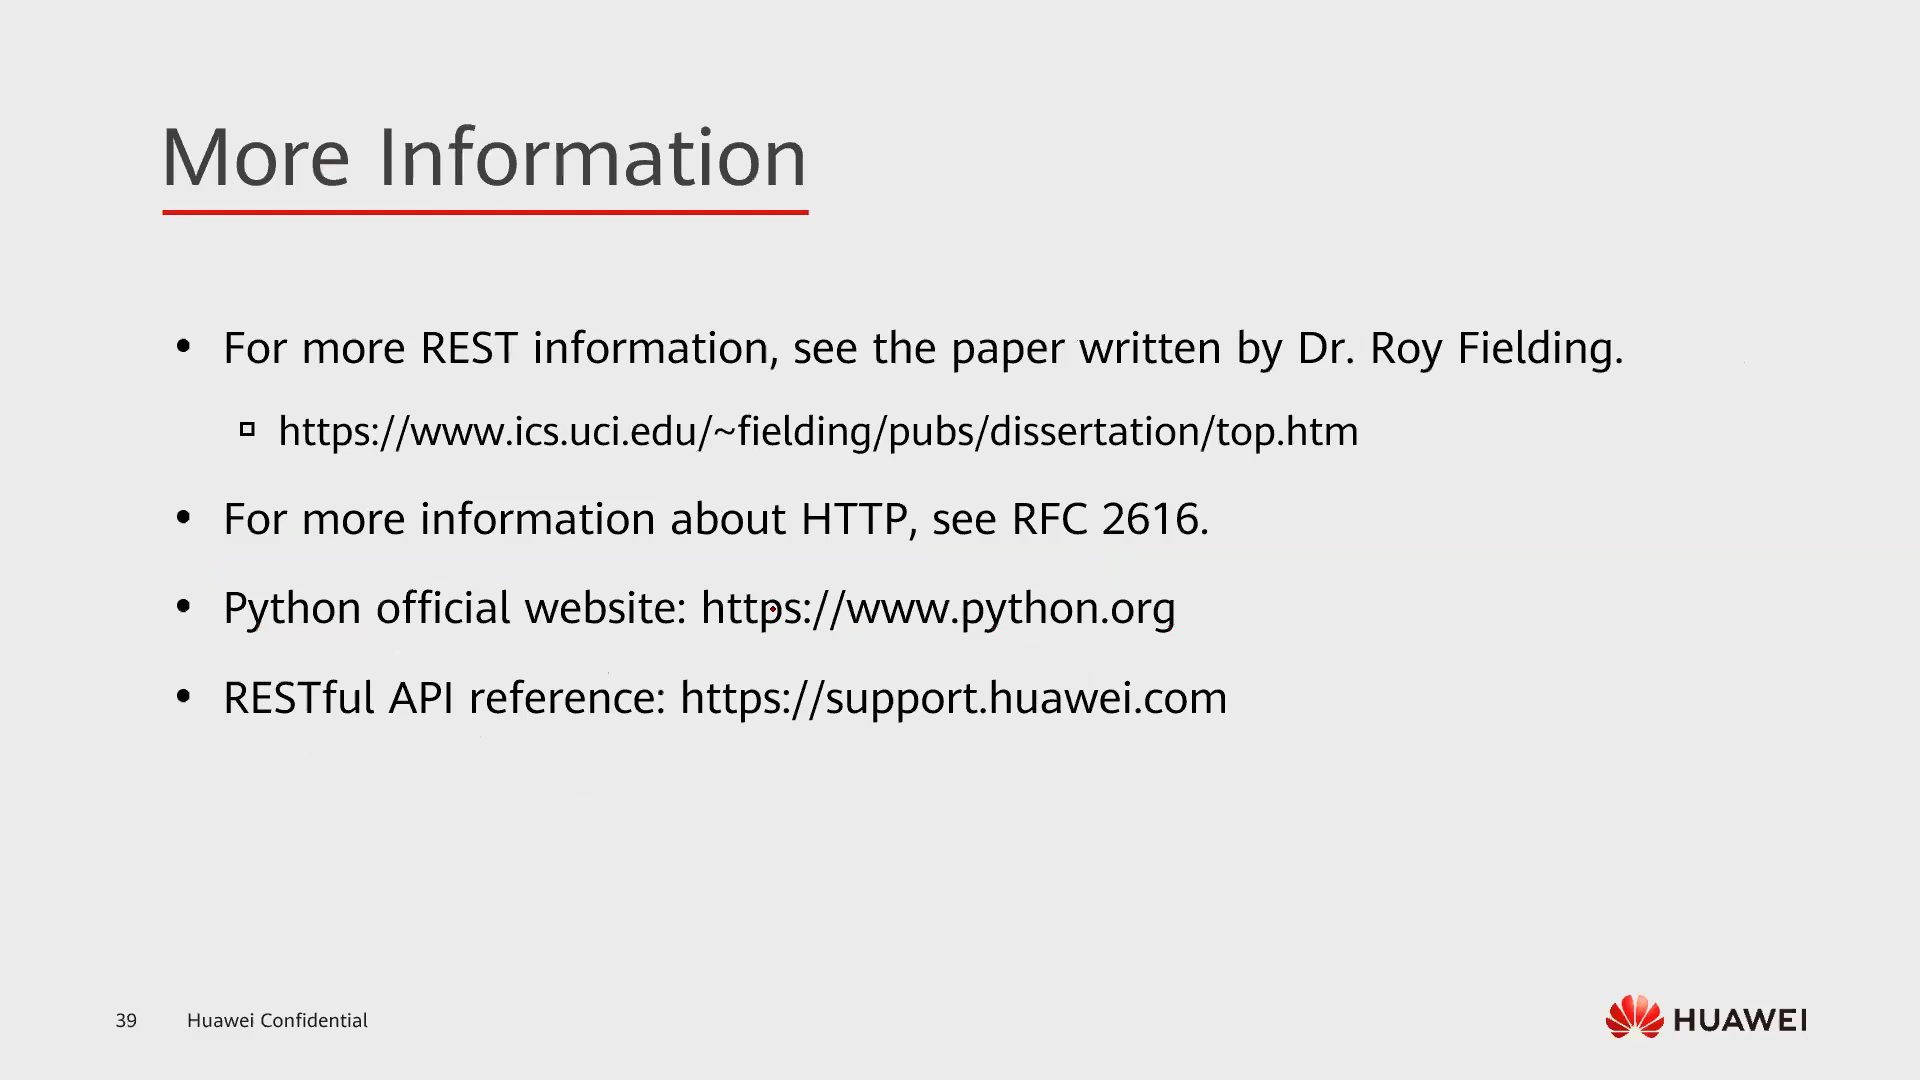 More Information
• For more REST information, see the paper written by Dr. Roy Fielding.
▫ https://www.ics.uci.edu/~fielding/pubs/dissertation/top.htm
• For more information about HTTP, see RFC 2616.
• Python official website: https://www.python.org
• RESTful API reference: https://support.huawei.com
39 Huawei Confidential
HUAWEI